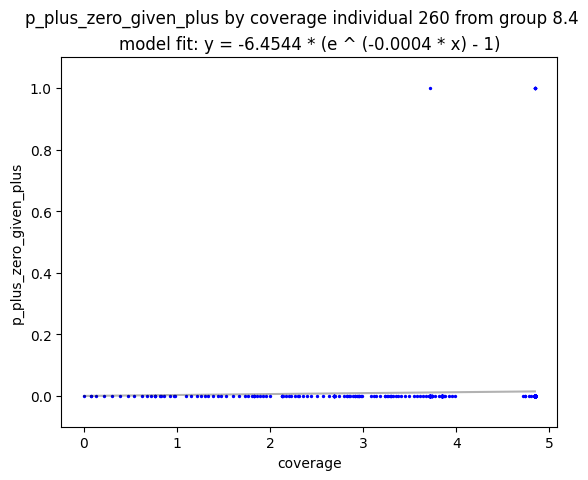 p_plus_zero_given_plus by coverage individual 260 from group 8.4
model fit: y = -6.4544 * (e ^ (-0.0004 * x) - 1)
1.0
0.8
0.6
0.4
0.2
0.0
p_plus_zero_given_plus
0 1 2 3 4 5
coverage